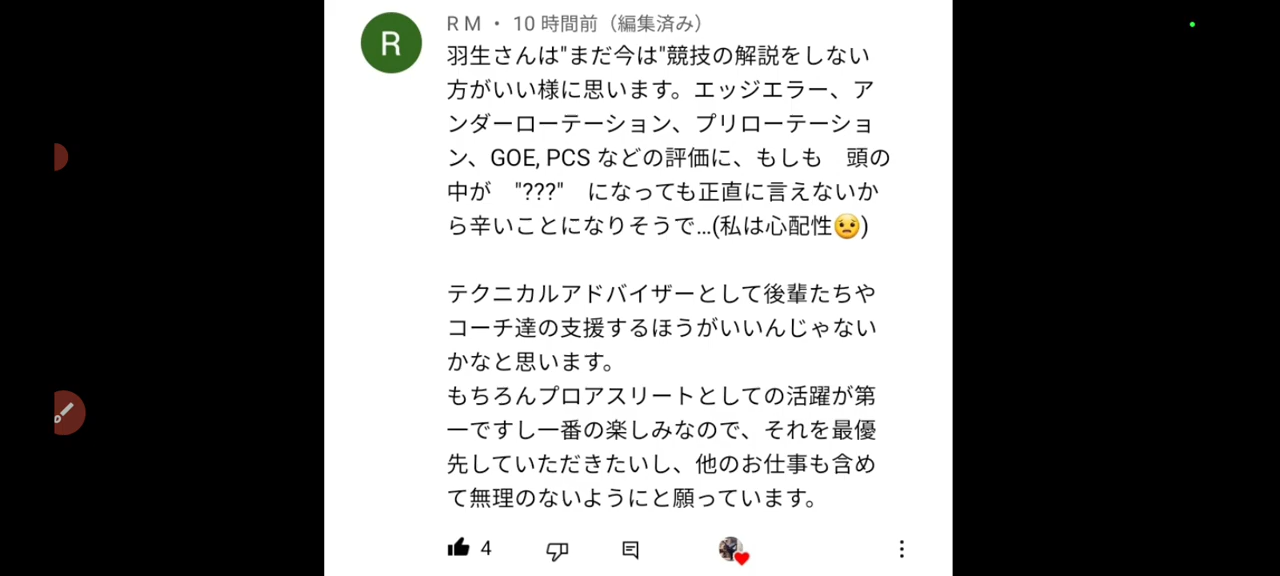 R
R M ・ 10 時間前（編集済み）
羽生さんは"まだ今は"競技の解説をしない
方がいい様に思います。エッジエラー、ア
ンダーローテーション、プリローテーショ
ン、GOE, PCS などの評価に、もしも　頭の
中が　"???"　になっても正直に言えないか
ら辛いことになりそうで…(私は心配性😟)
テクニカルアドバイザーとして後輩たちや
コーチ達の支援するほうがいいんじゃない
かなと思います。
もちろんプロアスリートとしての活躍が第
一ですし一番の楽しみなので、それを最優
先していただきたいし、他のお仕事も含め
て無理のないようにと願っています。
4